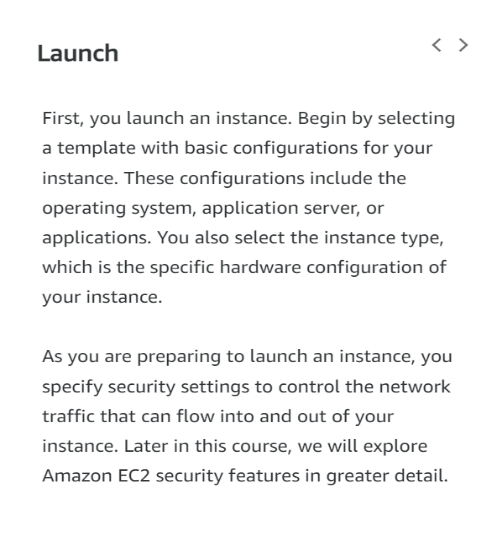 Launch
First, you launch an instance. Begin by selecting
a template with basic configurations for your
instance. These configurations include the
operating system, application server, or
applications. You also select the instance type,
which is the specific hardware configuration of
your instance.
As you are preparing to launch an instance, you
specify security settings to control the network
traffic that can flow into and out of your
instance. Later in this course, we will explore
Amazon EC2 security features in greater detail.